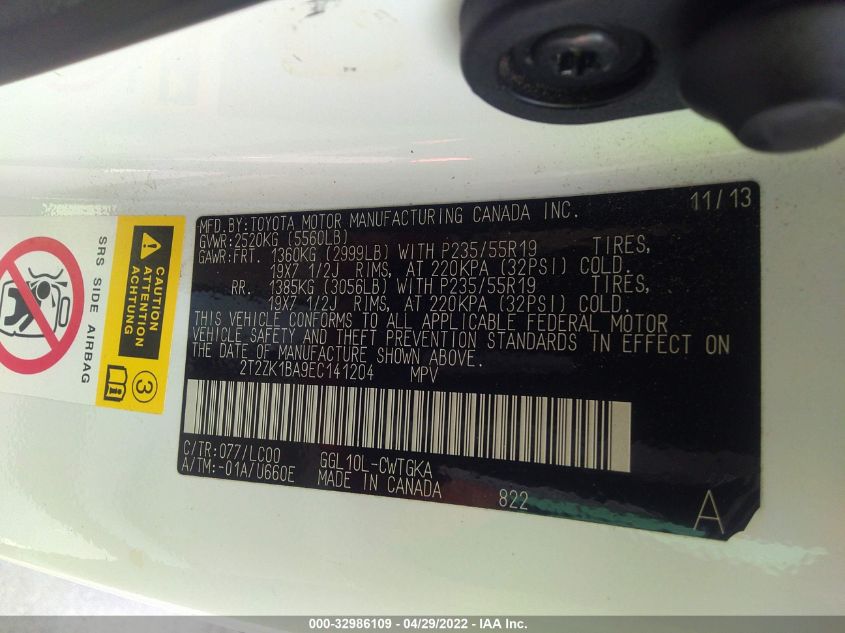 MFD.BY:TOYOTA MOTOR MANUFACTURING CANADA INC. 11/13
GVWR:2520KG (5560LB)
GAWR:FRT. 1360KG (2999LB) WITH P235/55R19 TIRES,
19X7 1/2J RIMS, AT 220KPA (32PSI) COLD.
RR. 1385KG (3056LB) WITH P235/55R19 TIRES,
19X7 1/2J RIMS, AT 220KPA (32PSI) COLD.
THIS VEHICLE CONFORMS TO ALL APPLICABLE FEDERAL MOTOR
VEHICLE SAFETY AND THEFT PREVENTION STANDARDS IN EFFECT ON
THE DATE OF MANUFACTURE SHOWN ABOVE.
2T2ZK1BA9EC141204 MPV
C/TR:077/LC00 GGL10L-CWTGKA
A/TM:-01A/U660E MADE IN CANADA 822 A
SRS SIDE AIRBAG
CAUTION
ATTENTION
ACHTUNG
3
000-32986109 - 04/29/2022 - IAA Inc.